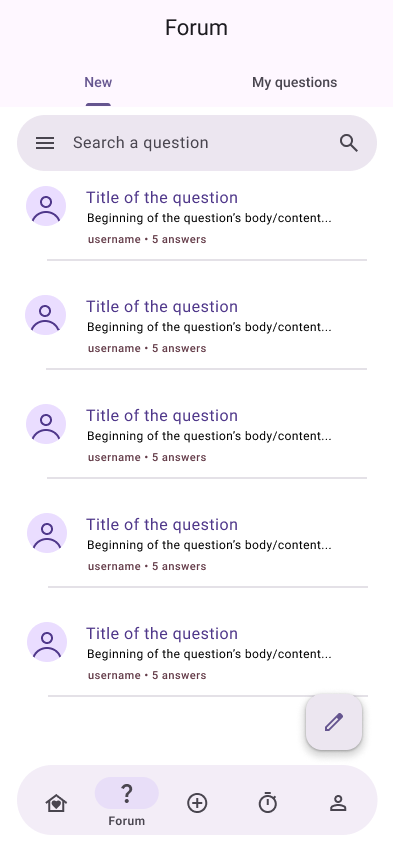 Forum
New
My questions
Search a question
Title of the question
Beginning of the question's body/content...
username • 5 answers
Title of the question
Beginning of the question's body/content...
username • 5 answers
Title of the question
Beginning of the question's body/content...
username • 5 answers
Title of the question
Beginning of the question's body/content...
username • 5 answers
Title of the question
Beginning of the question's body/content...
username • 5 answers
?
Forum